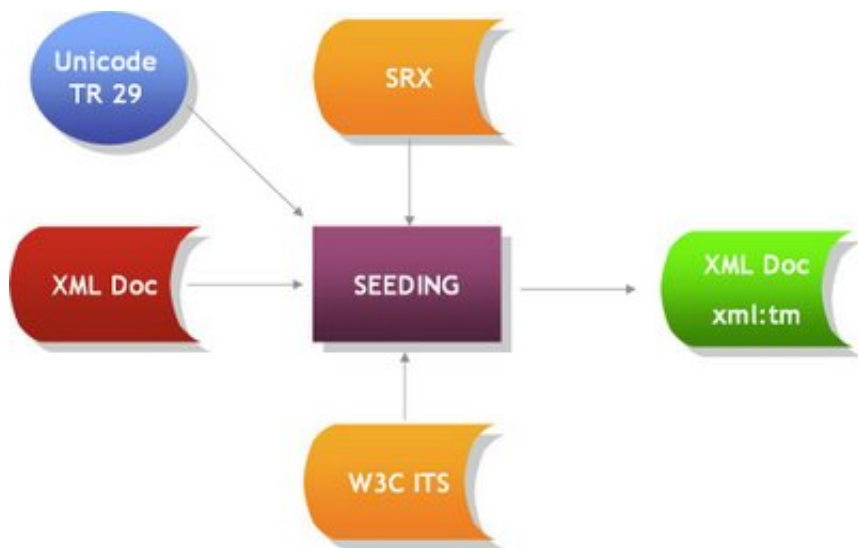 Unicode
TR 29
SRX
XML Doc
SEEDING
XML Doc
xml:tm
W3C ITS